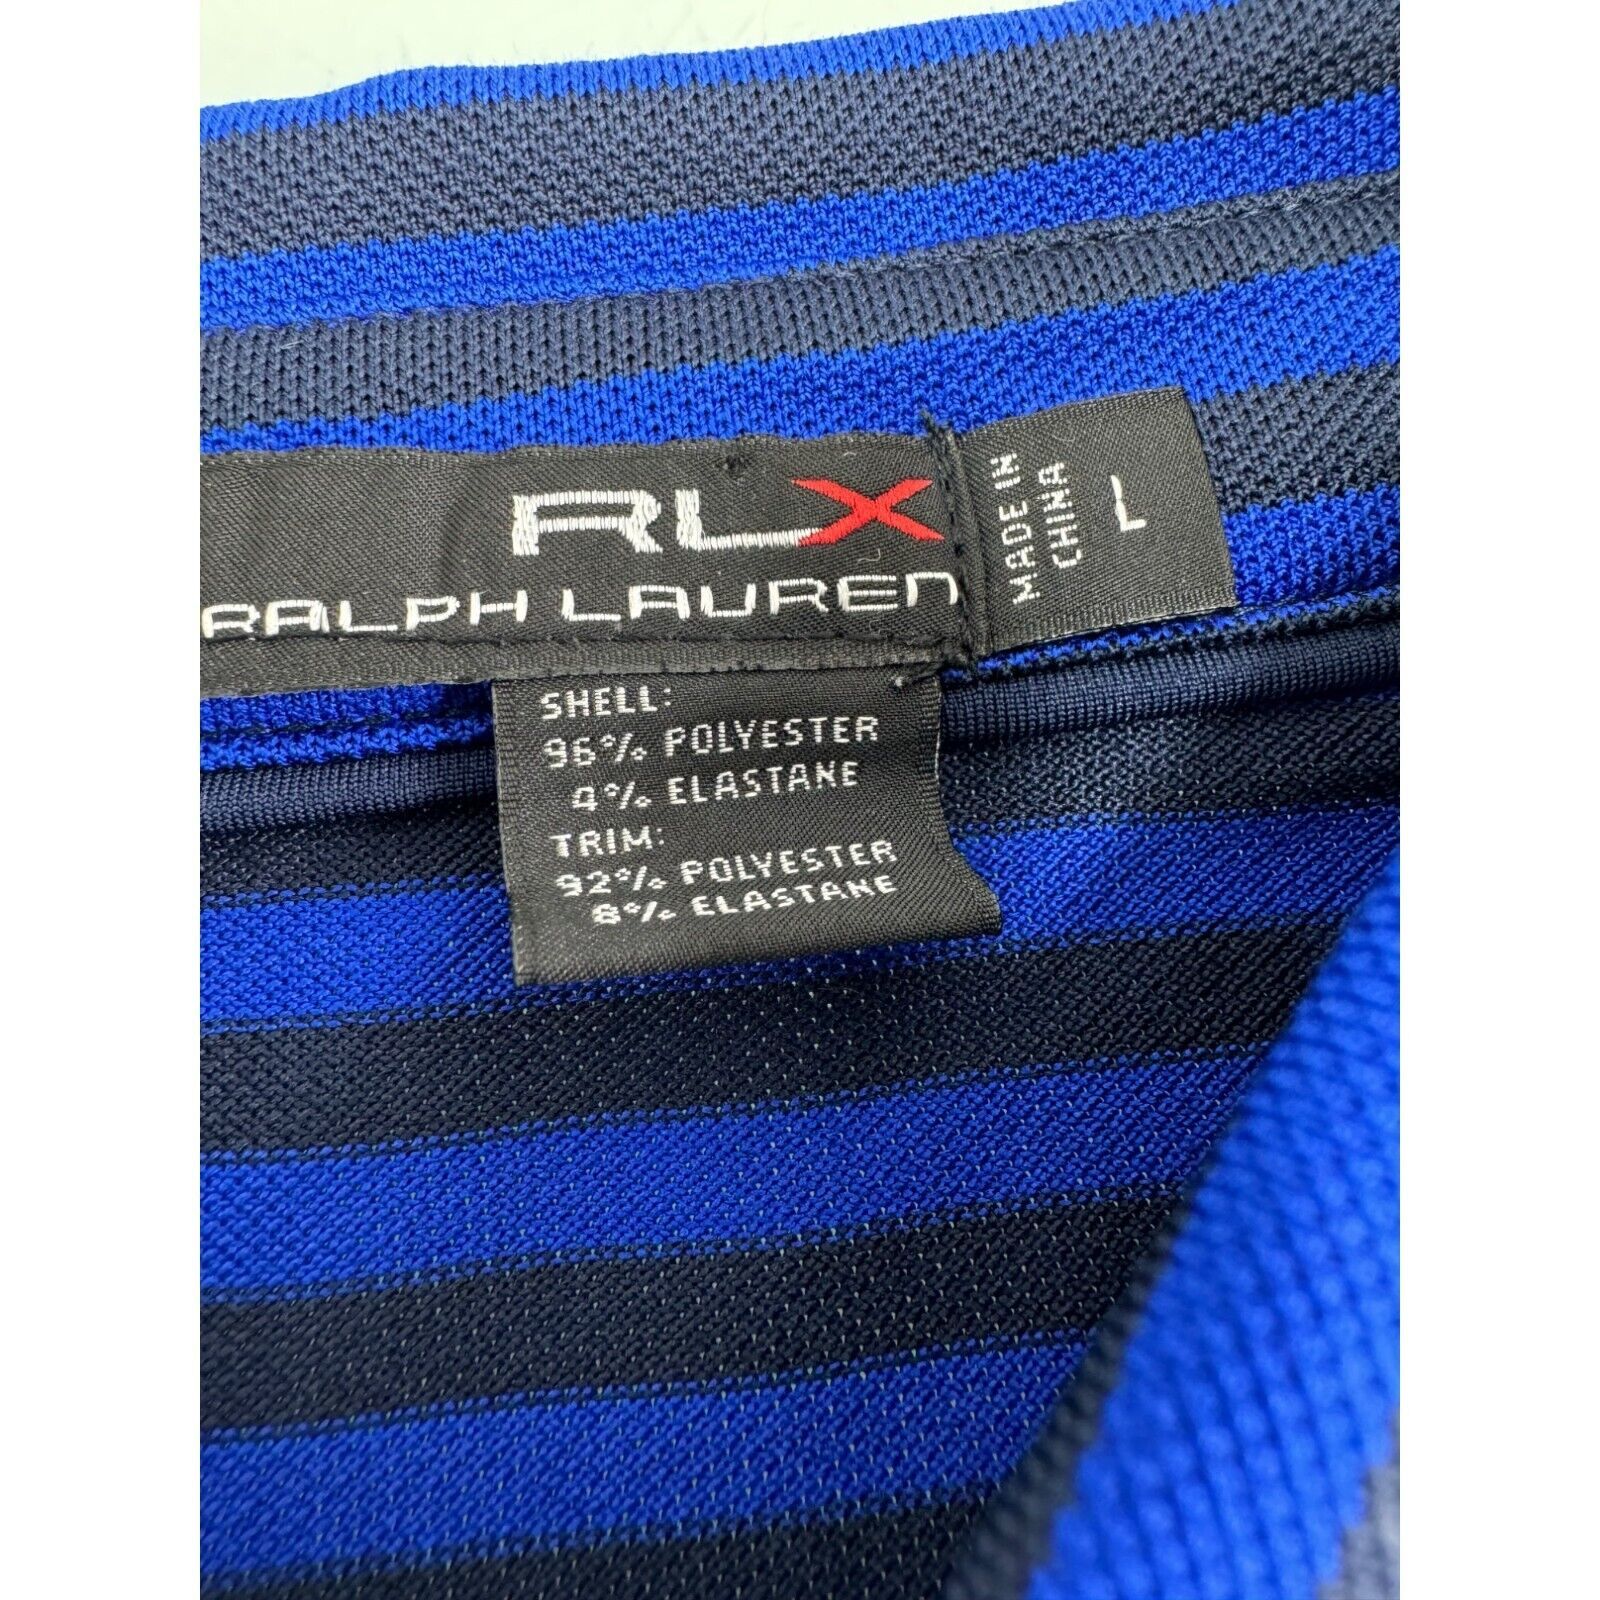 RLX
RALPH LAUREN
MADE IN
CHINA
L
SHELL:
96% POLYESTER
4% ELASTANE
TRIM:
92% POLYESTER
8% ELASTANE